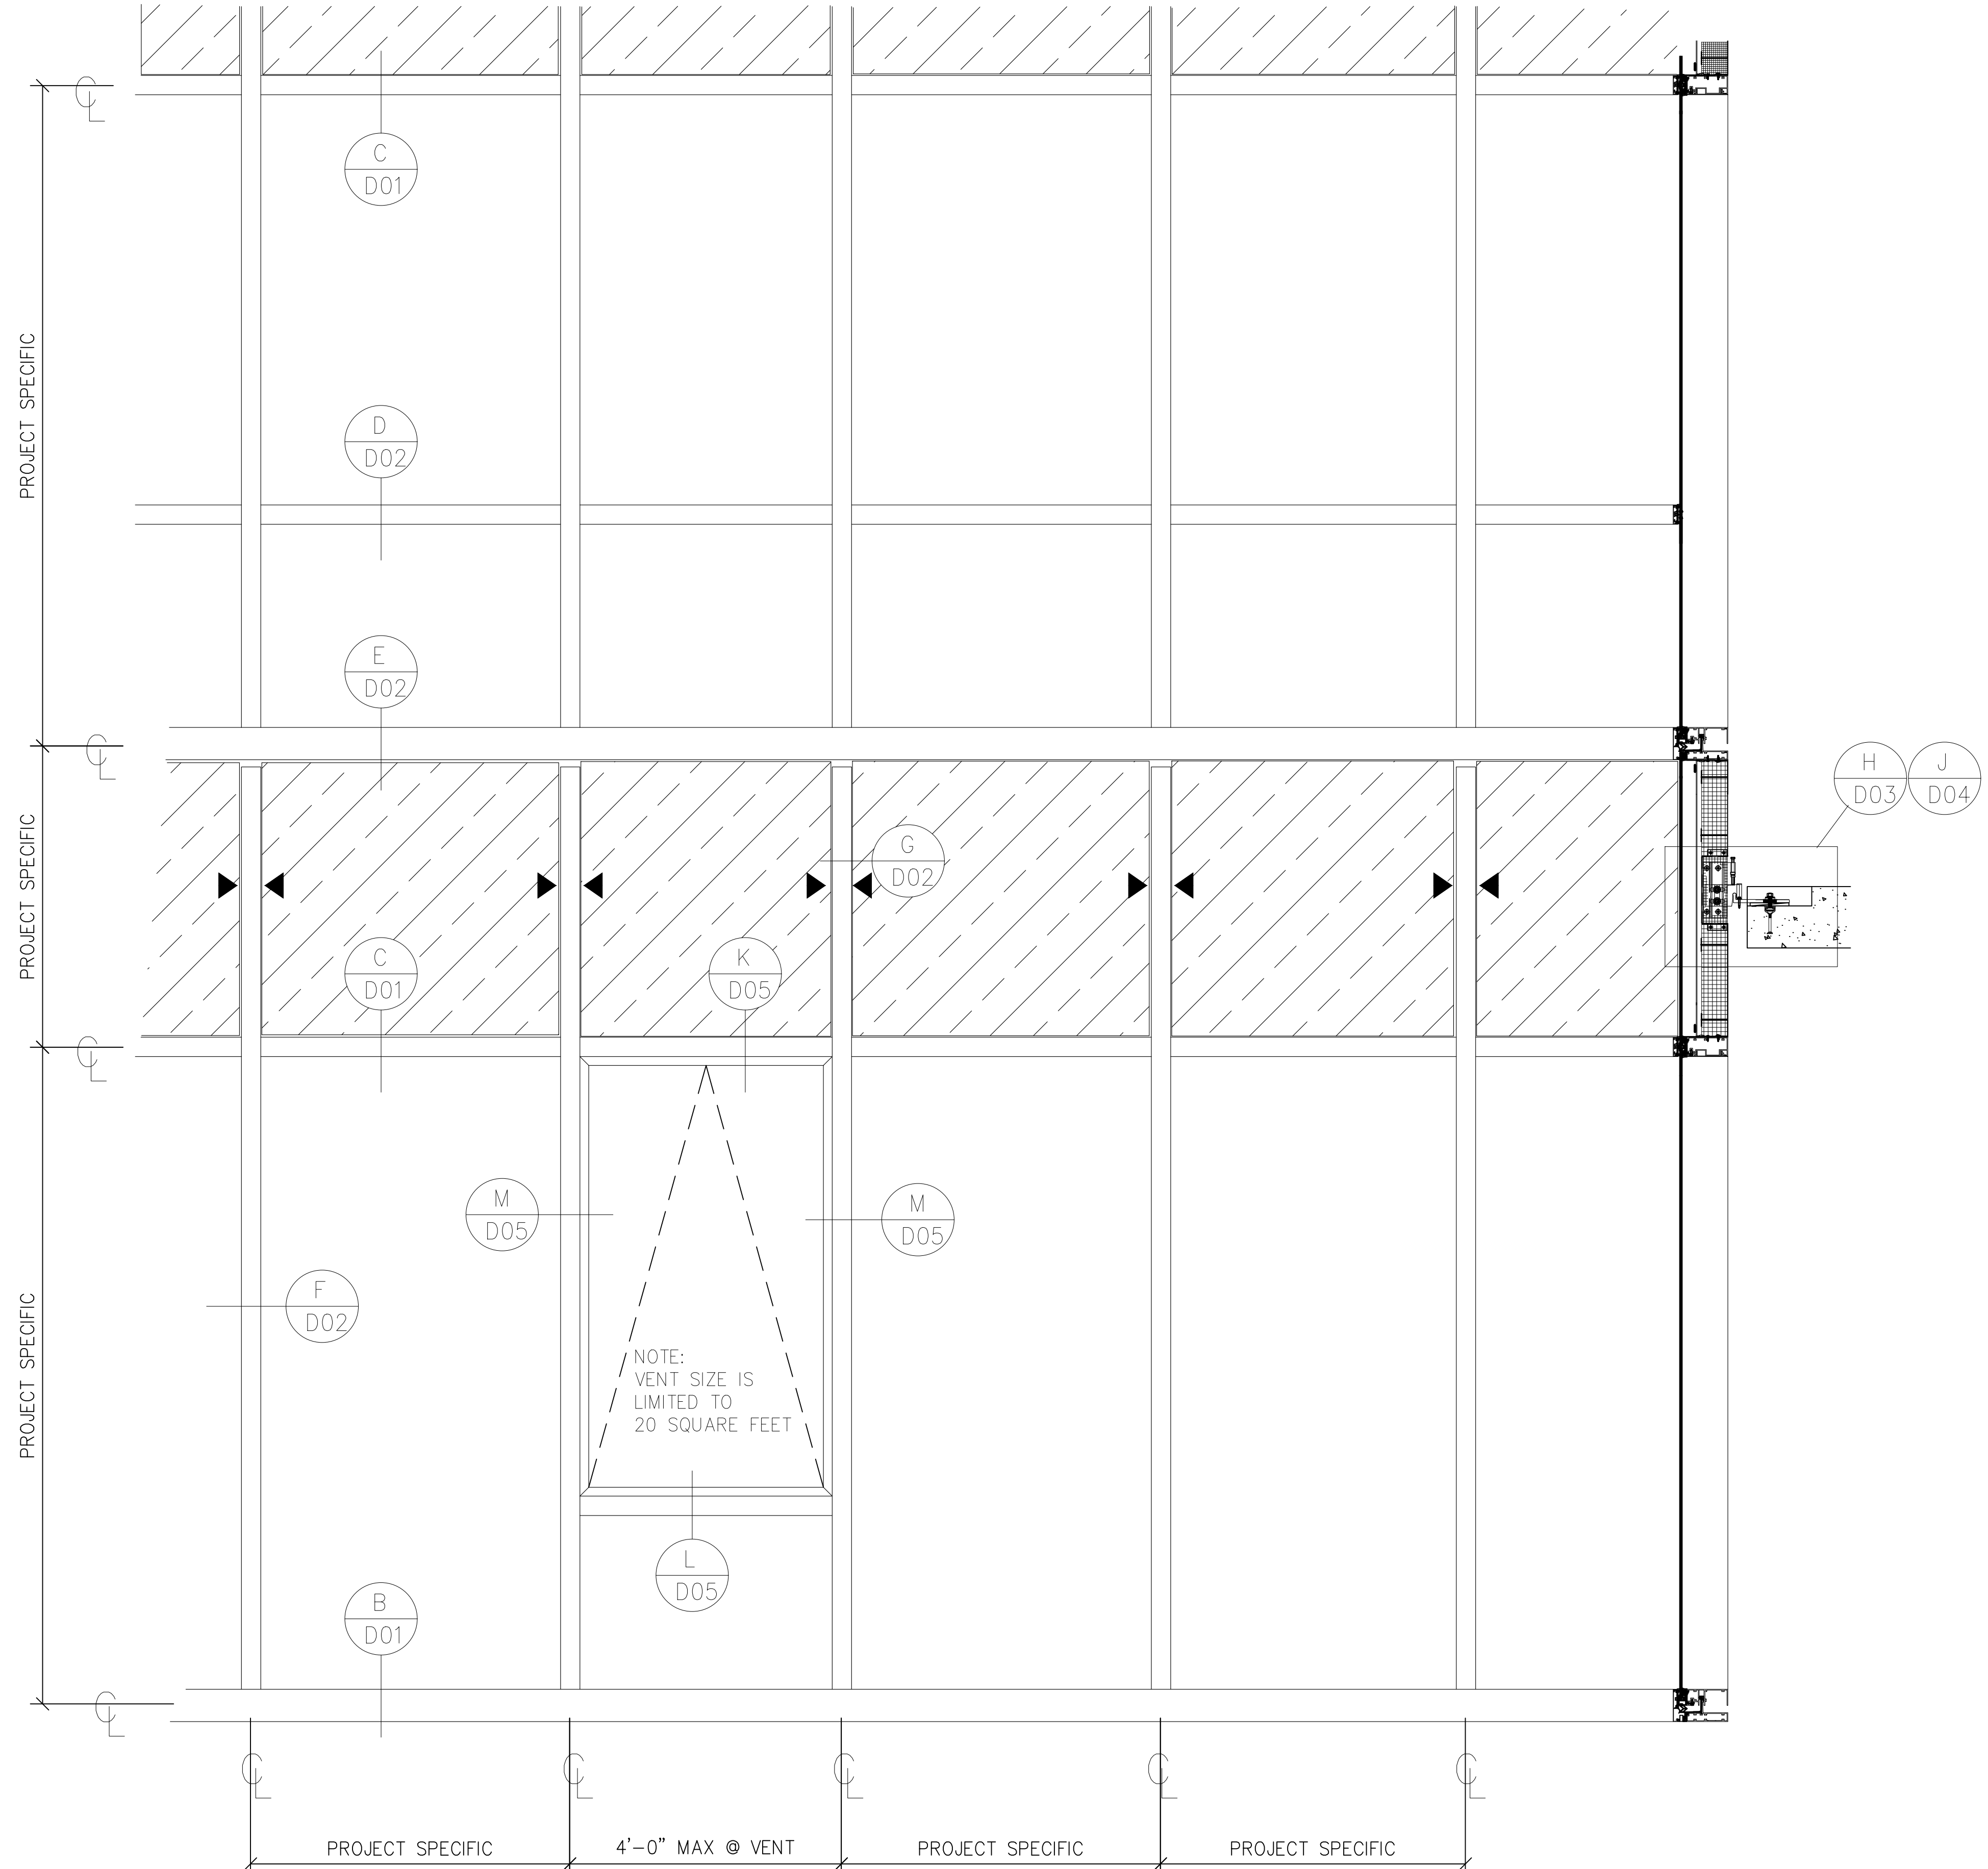 C
D01
PROJECT SPECIFIC
D
D02
E
D02
H
D03
J
D04
PROJECT SPECIFIC
G
D02
C
D01
K
D05
M
D05
M
D05
F
D02
PROJECT SPECIFIC
NOTE:
VENT SIZE IS
LIMITED TO
20 SQUARE FEET
L
D05
B
D01
PROJECT SPECIFIC
4'-0" MAX @ VENT
PROJECT SPECIFIC
PROJECT SPECIFIC